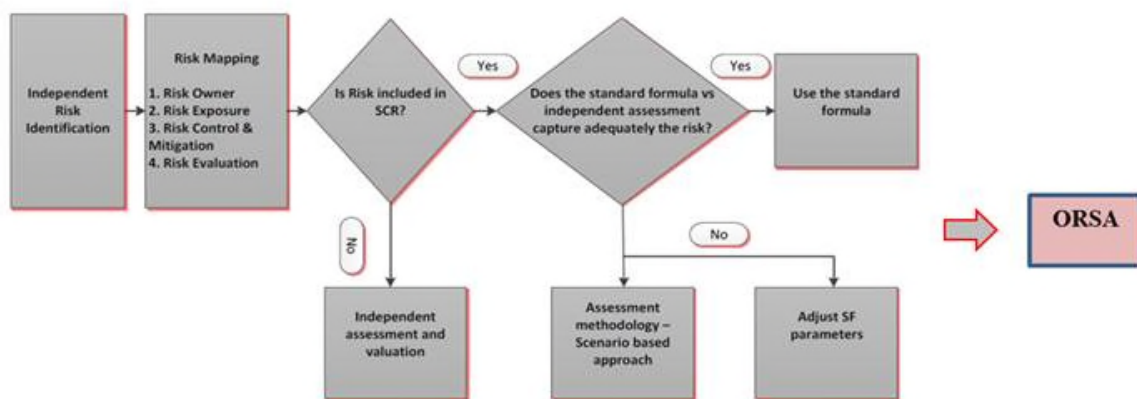 Independent
Risk
Identification
Risk Mapping
1. Risk Owner
2. Risk Exposure
3. Risk Control &
Mitigation
4. Risk Evaluation
Is Risk included in
SCR?
Yes
Does the standard formula vs
independent assessment
capture adequately the risk?
Yes
Use the standard
formula
No
Independent
assessment and
valuation
No
Assessment
methodology –
Scenario based
approach
Adjust SF
parameters
ORSA